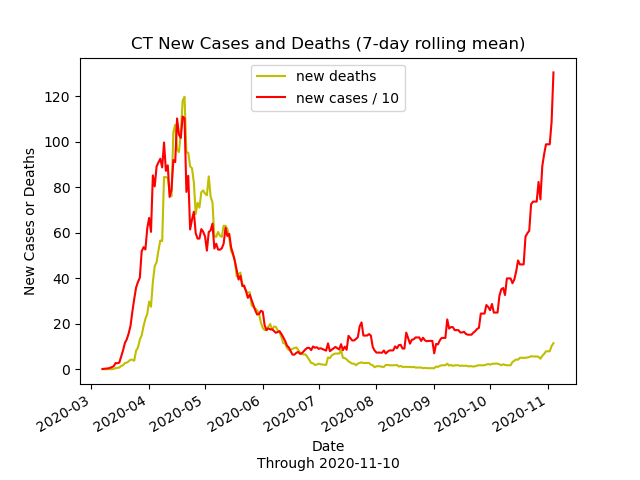 CT New Cases and Deaths (7-day rolling mean)
new deaths
new cases / 10
New Cases or Deaths
120
100
80
60
40
20
0
2020-03
2020-04
2020-05
2020-06
2020-07
2020-08
2020-09
2020-10
2020-11
Date
Through 2020-11-10